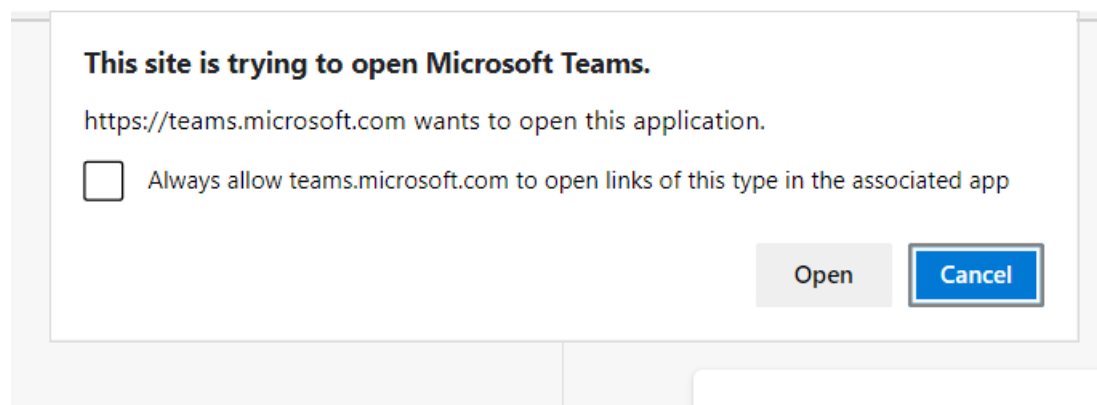 This site is trying to open Microsoft Teams.
https://teams.microsoft.com wants to open this application.
Always allow teams.microsoft.com to open links of this type in the associated app
Open Cancel